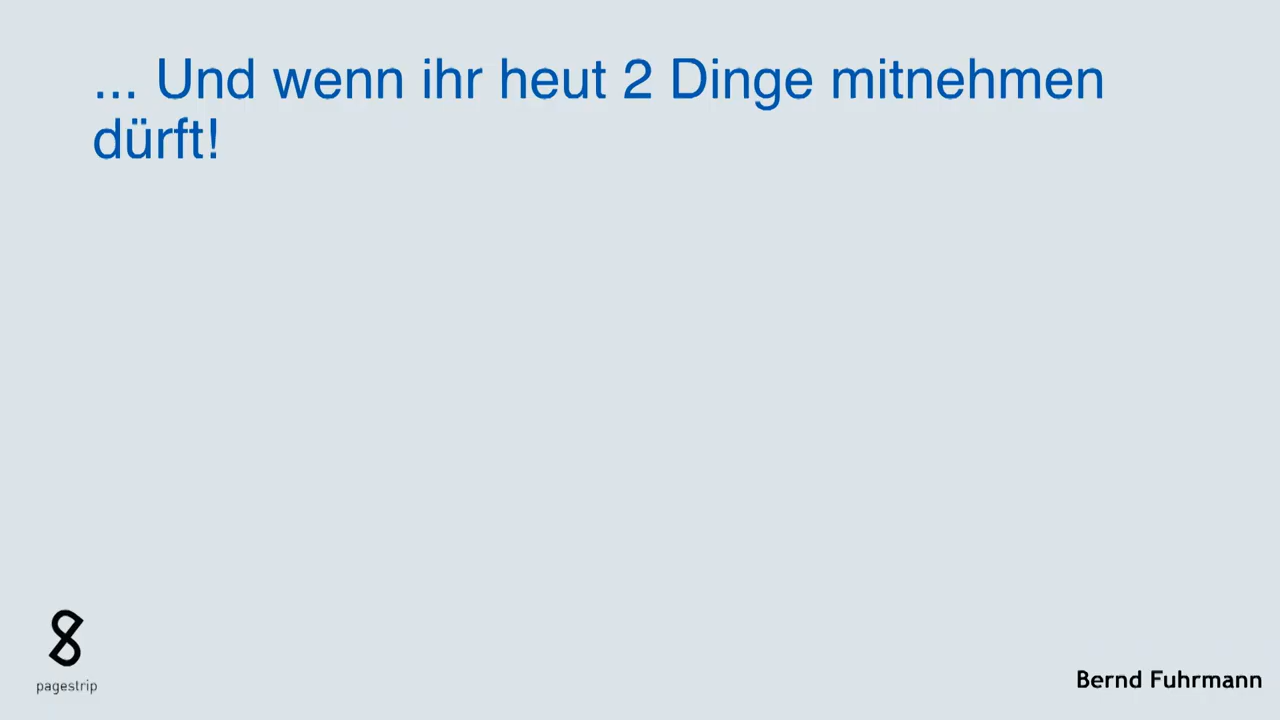 ... Und wenn ihr heut 2 Dinge mitnehmen
dürft!
pagestrip
Bernd Fuhrmann